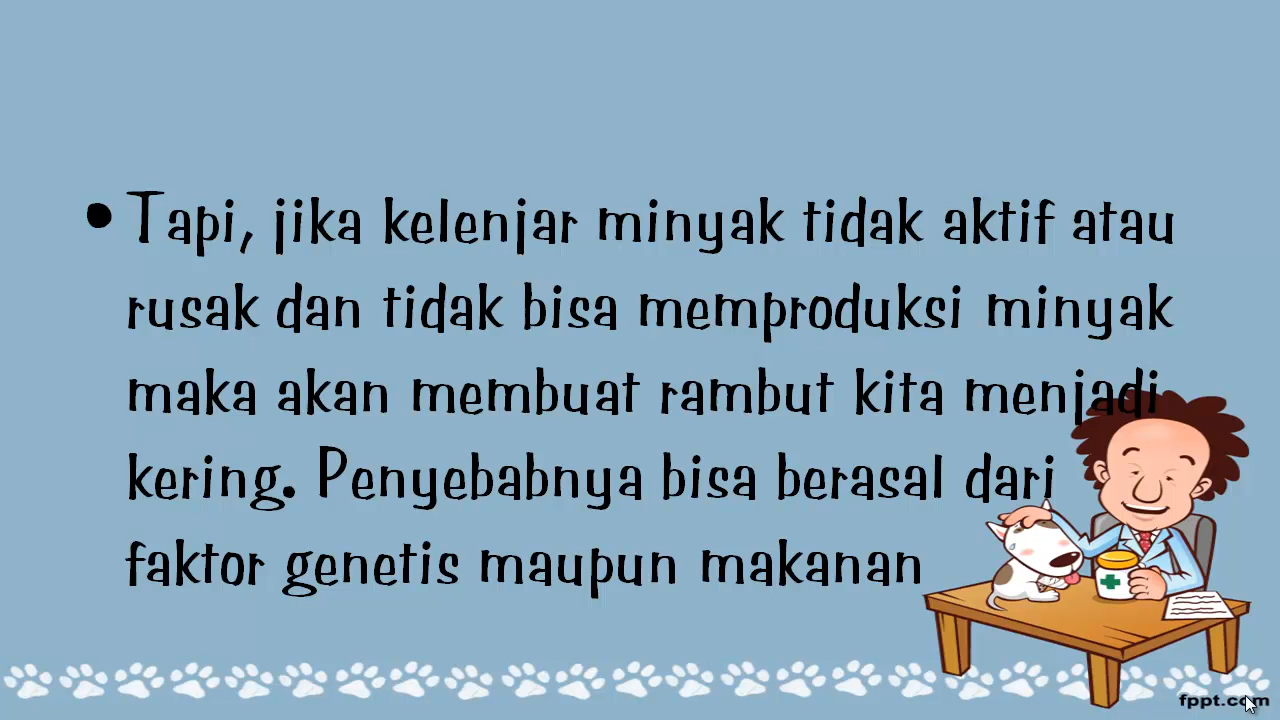 • Tapi, jika kelenjar minyak tidak aktif atau
rusak dan tidak bisa memproduksi minyak
maka akan membuat rambut kita menjadi
kering. Penyebabnya bisa berasal dari
faktor genetis maupun makanan
fppt.com